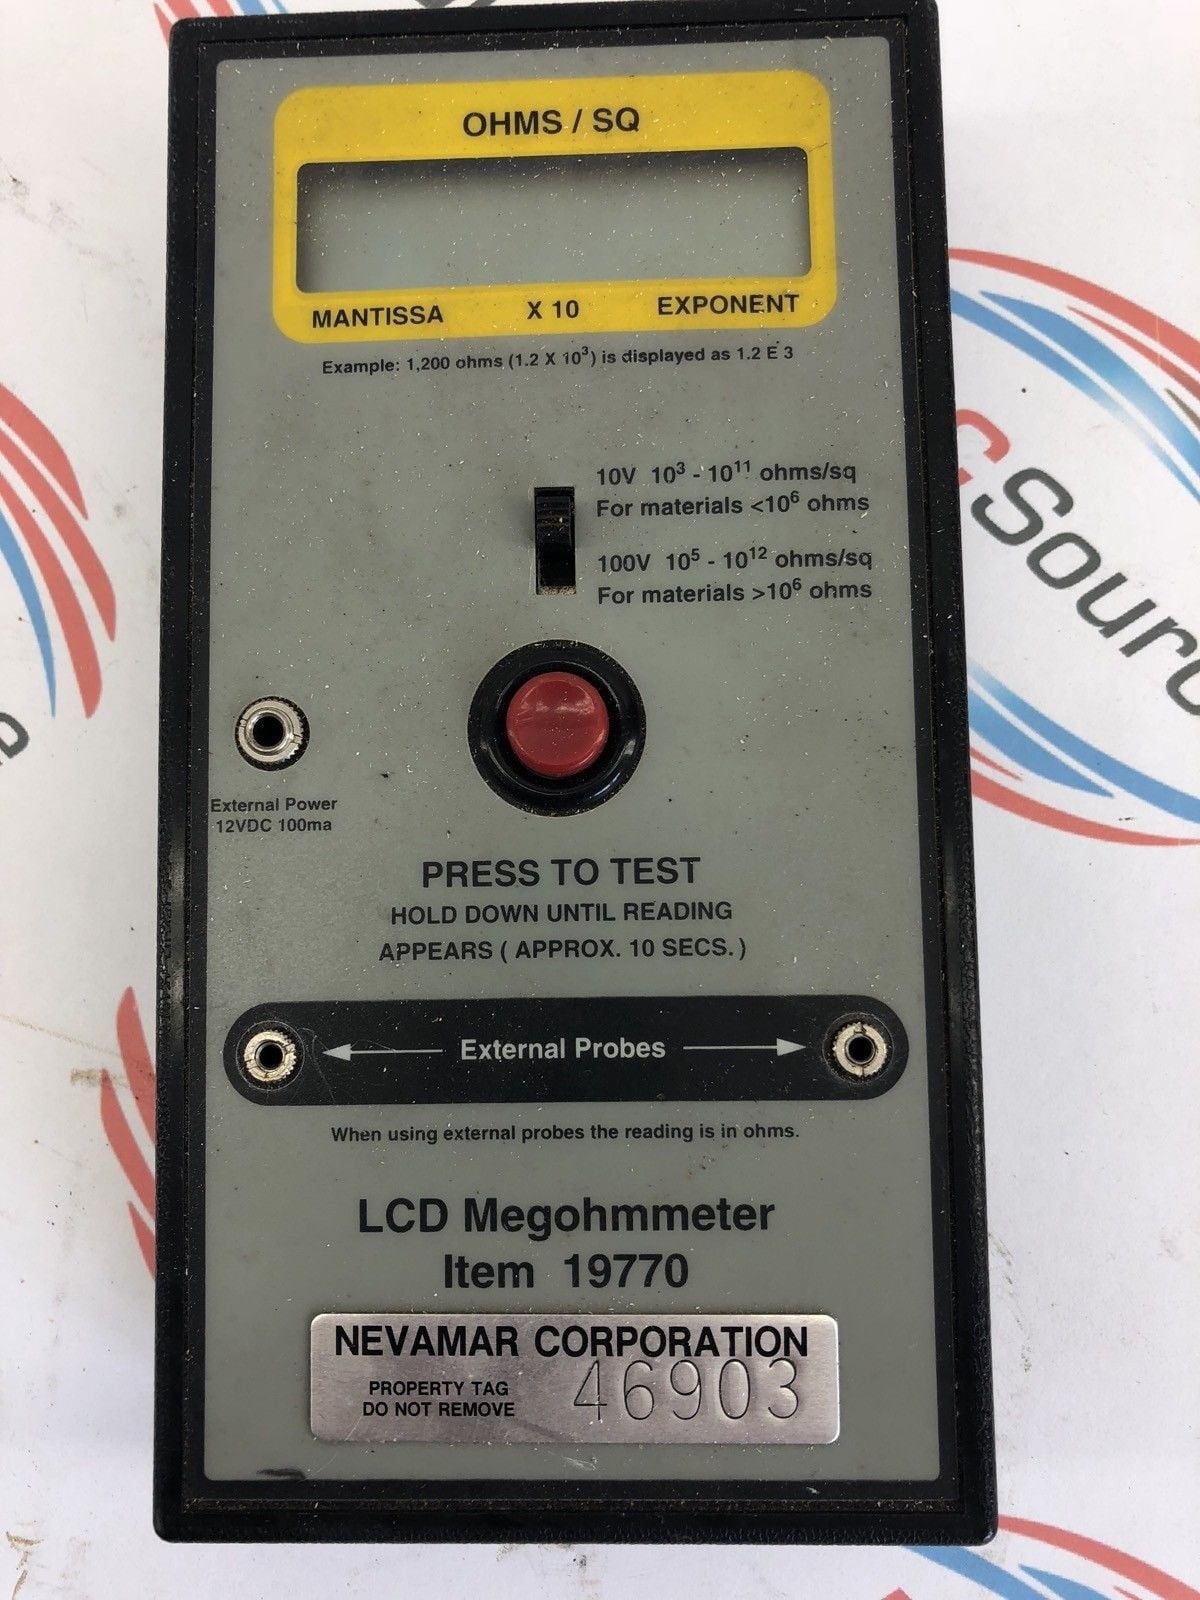 OHMS / SQ
MANTISSA X 10 EXPONENT
Example: 1,200 ohms (1.2 X 10³) is displayed as 1.2 E 3
10V 10³ - 10¹¹ ohms/sq
For materials <10⁶ ohms
100V 10⁵ - 10¹² ohms/sq
For materials >10⁶ ohms
External Power
12VDC 100ma
PRESS TO TEST
HOLD DOWN UNTIL READING
APPEARS ( APPROX. 10 SECS. )
External Probes
When using external probes the reading is in ohms.
LCD Megohmmeter
Item 19770
NEVAMAR CORPORATION
PROPERTY TAG
DO NOT REMOVE
46903
GSource